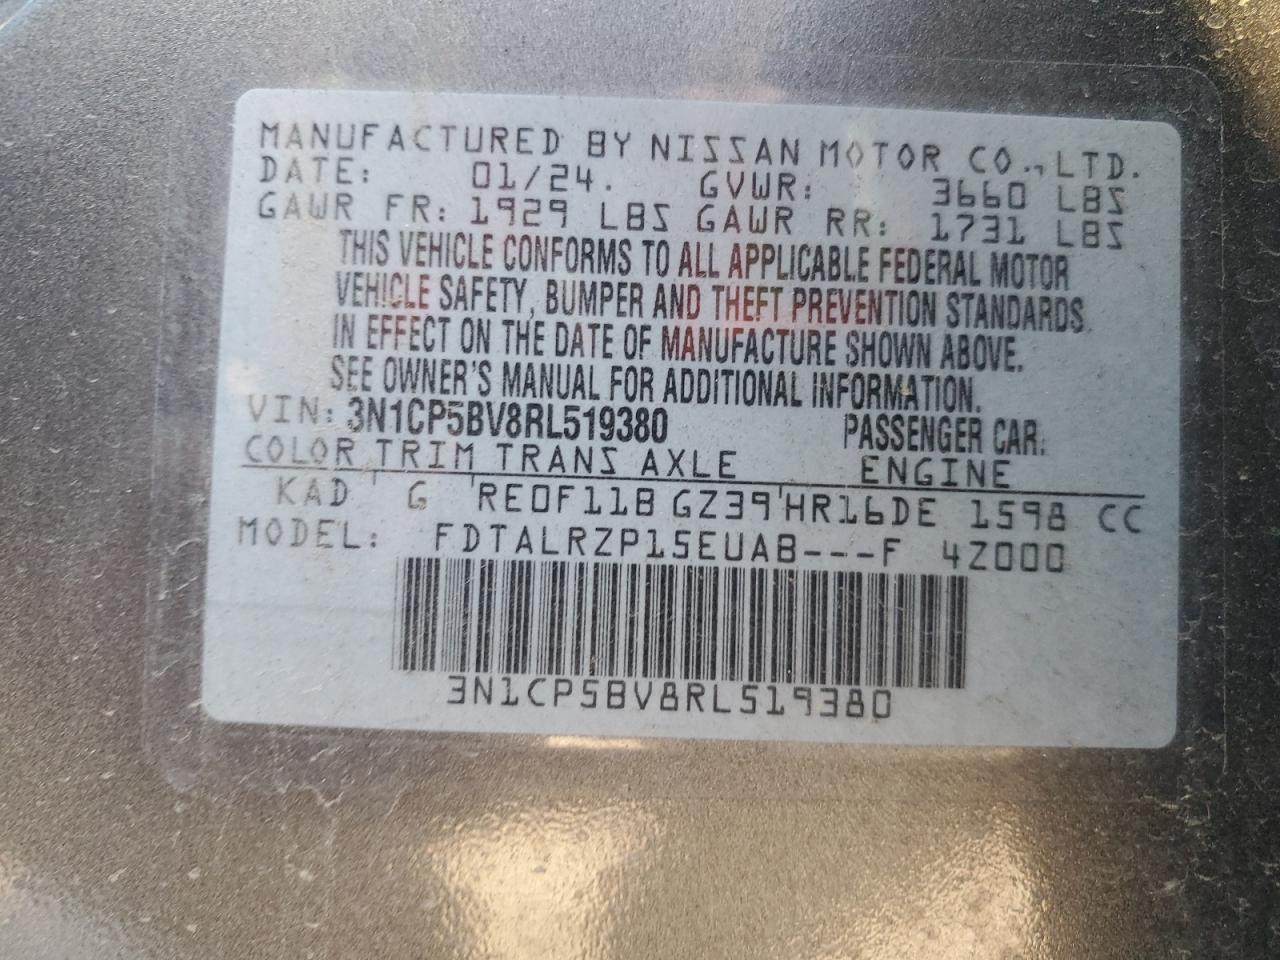 MANUFACTURED BY NISSAN MOTOR CO., LTD.
DATE: 01/24. GVWR: 3660 LBS
GAWR FR: 1929 LBS GAWR RR: 1731 LBS
THIS VEHICLE CONFORMS TO ALL APPLICABLE FEDERAL MOTOR
VEHICLE SAFETY, BUMPER AND THEFT PREVENTION STANDARDS
IN EFFECT ON THE DATE OF MANUFACTURE SHOWN ABOVE.
SEE OWNER'S MANUAL FOR ADDITIONAL INFORMATION.
VIN: 3N1CP5BV8RL519380 PASSENGER CAR.
COLOR TRIM TRANS AXLE ENGINE
KAD G RE0F11B GZ39 HR16DE 1598 CC
MODEL: FDTALRZP15EUAB---F 4Z000
3N1CP5BV8RL519380